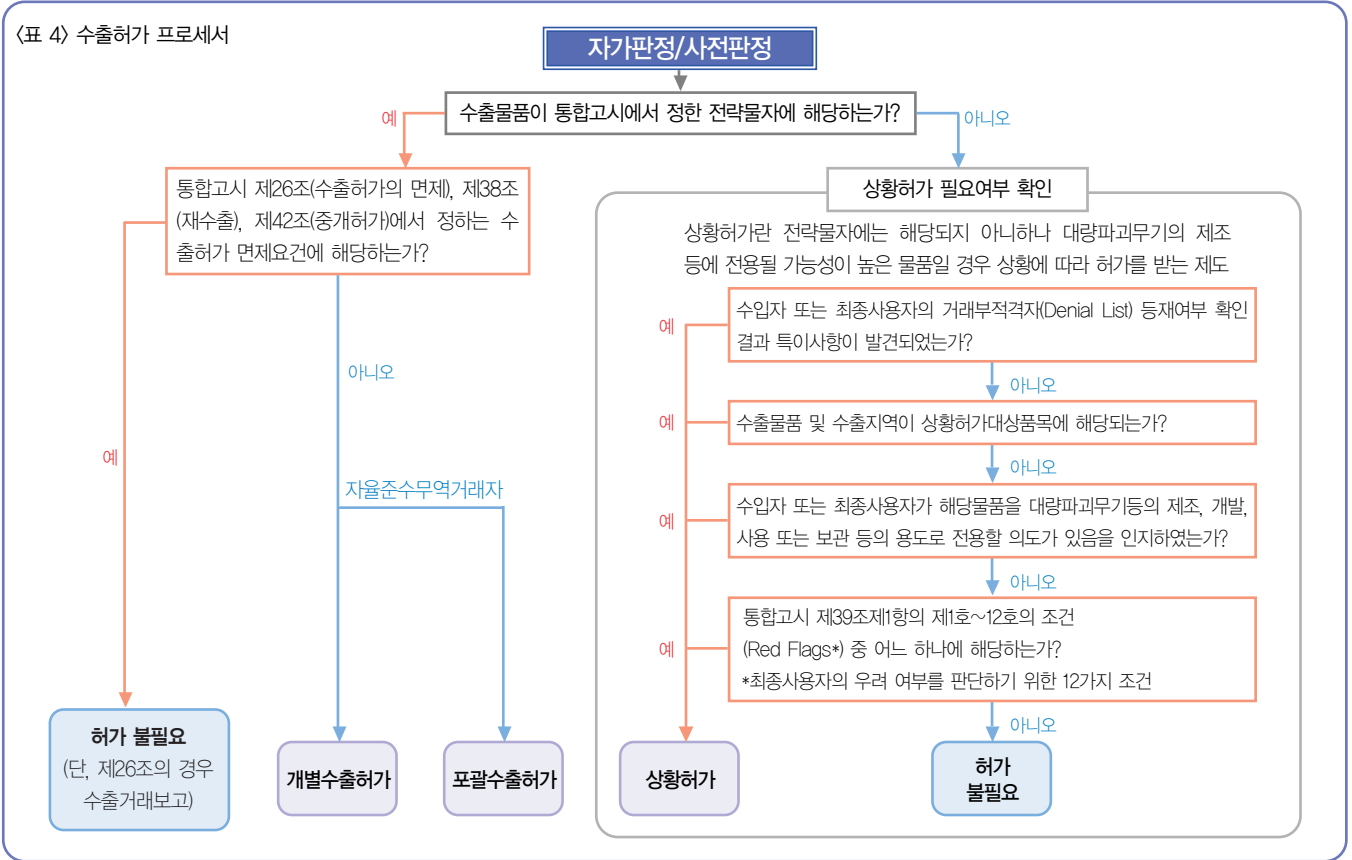 〈표 4〉 수출허가 프로세서
자가판정/사전판정
수출물품이 통합고시에서 정한 전략물자에 해당하는가?
예
아니오
통합고시 제26조(수출허가의 면제), 제38조
(재수출), 제42조(중개허가)에서 정하는 수
출허가 면제요건에 해당하는가?
예
아니오
자율준수무역거래자
허가 불필요
(단, 제26조의 경우
수출거래보고)
개별수출허가
포괄수출허가
상황허가 필요여부 확인
상황허가란 전략물자에는 해당되지 아니하나 대량파괴무기의 제조
등에 전용될 가능성이 높은 물품일 경우 상황에 따라 허가를 받는 제도
예
수입자 또는 최종사용자의 거래부적격자(Denial List) 등재여부 확인
결과 특이사항이 발견되었는가?
아니오
예
수출물품 및 수출지역이 상황허가대상품목에 해당되는가?
아니오
예
수입자 또는 최종사용자가 해당물품을 대량파괴무기등의 제조, 개발,
사용 또는 보관 등의 용도로 전용할 의도가 있음을 인지하였는가?
아니오
예
통합고시 제39조제1항의 제1호~12호의 조건
(Red Flags*) 중 어느 하나에 해당하는가?
*최종사용자의 우려 여부를 판단하기 위한 12가지 조건
아니오
상황허가
허가
불필요